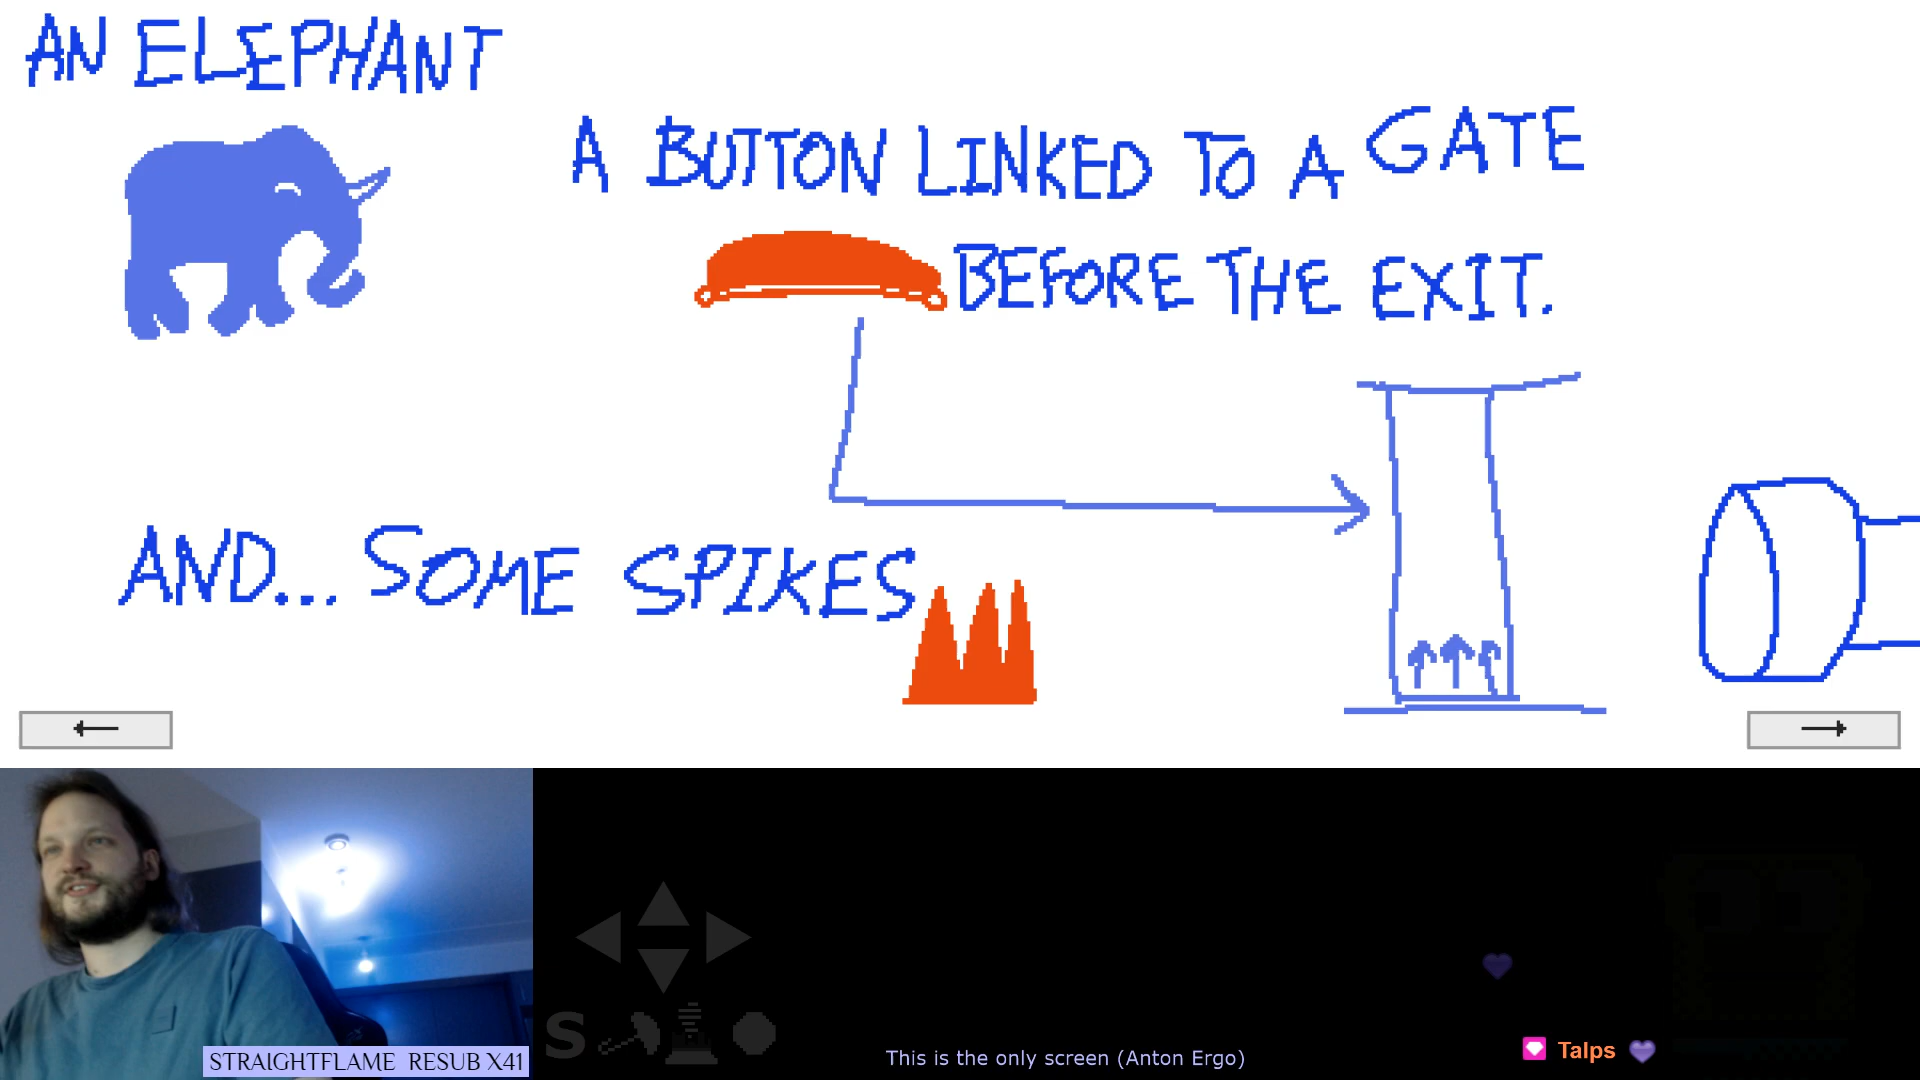 AN ELEPHANT
A BUTTON LINKED TO A GATE
BEFORE THE EXIT.
AND... SOME SPIKES
STRAIGHTFLAME RESUB X41
S
This is the only screen (Anton Ergo)
Talps